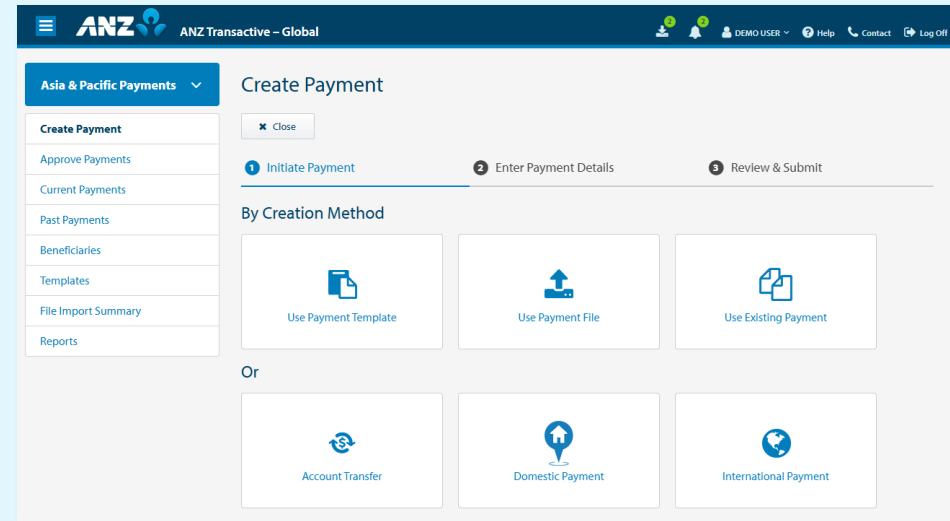 ANZ ANZ Transactive – Global 2 2 DEMO USER Help Contact Log Off
Asia & Pacific Payments
Create Payment
Approve Payments
Current Payments
Past Payments
Beneficiaries
Templates
File Import Summary
Reports
Create Payment
Close
1 Initiate Payment 2 Enter Payment Details 3 Review & Submit
By Creation Method
Use Payment Template Use Payment File Use Existing Payment
Or
Account Transfer Domestic Payment International Payment